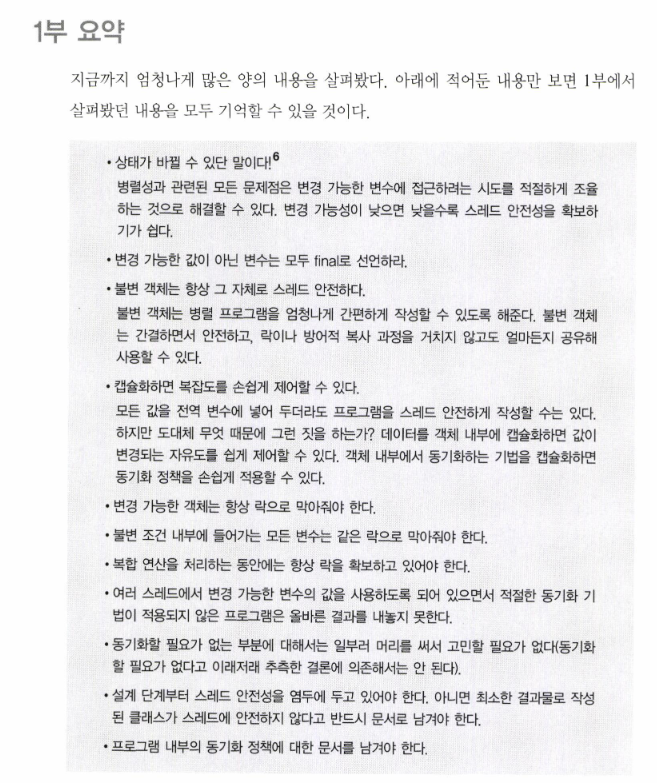 1부 요약
지금까지 엄청나게 많은 양의 내용을 살펴봤다. 아래에 적어둔 내용만 보면 1부에서
살펴봤던 내용을 모두 기억할 수 있을 것이다.
• 상태가 바뀔 수 있단 말이다!6
병렬성과 관련된 모든 문제점은 변경 가능한 변수에 접근하려는 시도를 적절하게 조율
하는 것으로 해결할 수 있다. 변경 가능성이 낮으면 낮을수록 스레드 안전성을 확보하
기가 쉽다.
• 변경 가능한 값이 아닌 변수는 모두 final로 선언하라.
• 불변 객체는 항상 그 자체로 스레드 안전하다.
불변 객체는 병렬 프로그램을 엄청나게 간편하게 작성할 수 있도록 해준다. 불변 객체
는 간결하면서 안전하고, 락이나 방어적 복사 과정을 거치지 않고도 얼마든지 공유해
사용할 수 있다.
• 캡슐화하면 복잡도를 손쉽게 제어할 수 있다.
모든 값을 전역 변수에 넣어 두더라도 프로그램을 스레드 안전하게 작성할 수는 있다.
하지만 도대체 무엇 때문에 그런 짓을 하는가? 데이터를 객체 내부에 캡슐화하면 값이
변경되는 자유도를 쉽게 제어할 수 있다. 객체 내부에서 동기화하는 기법을 캡슐화하면
동기화 정책을 손쉽게 적용할 수 있다.
• 변경 가능한 객체는 항상 락으로 막아줘야 한다.
• 불변 조건 내부에 들어가는 모든 변수는 같은 락으로 막아줘야 한다.
• 복합 연산을 처리하는 동안에는 항상 락을 확보하고 있어야 한다.
• 여러 스레드에서 변경 가능한 변수의 값을 사용하도록 되어 있으면서 적절한 동기화 기
법이 적용되지 않은 프로그램은 올바른 결과를 내놓지 못한다.
• 동기화할 필요가 없는 부분에 대해서는 일부러 머리를 써서 고민할 필요가 없다(동기화
할 필요가 없다고 이래저래 추측한 결론에 의존해서는 안 된다).
• 설계 단계부터 스레드 안전성을 염두에 두고 있어야 한다. 아니면 최소한 결과물로 작성
된 클래스가 스레드에 안전하지 않다고 반드시 문서로 남겨야 한다.
• 프로그램 내부의 동기화 정책에 대한 문서를 남겨야 한다.